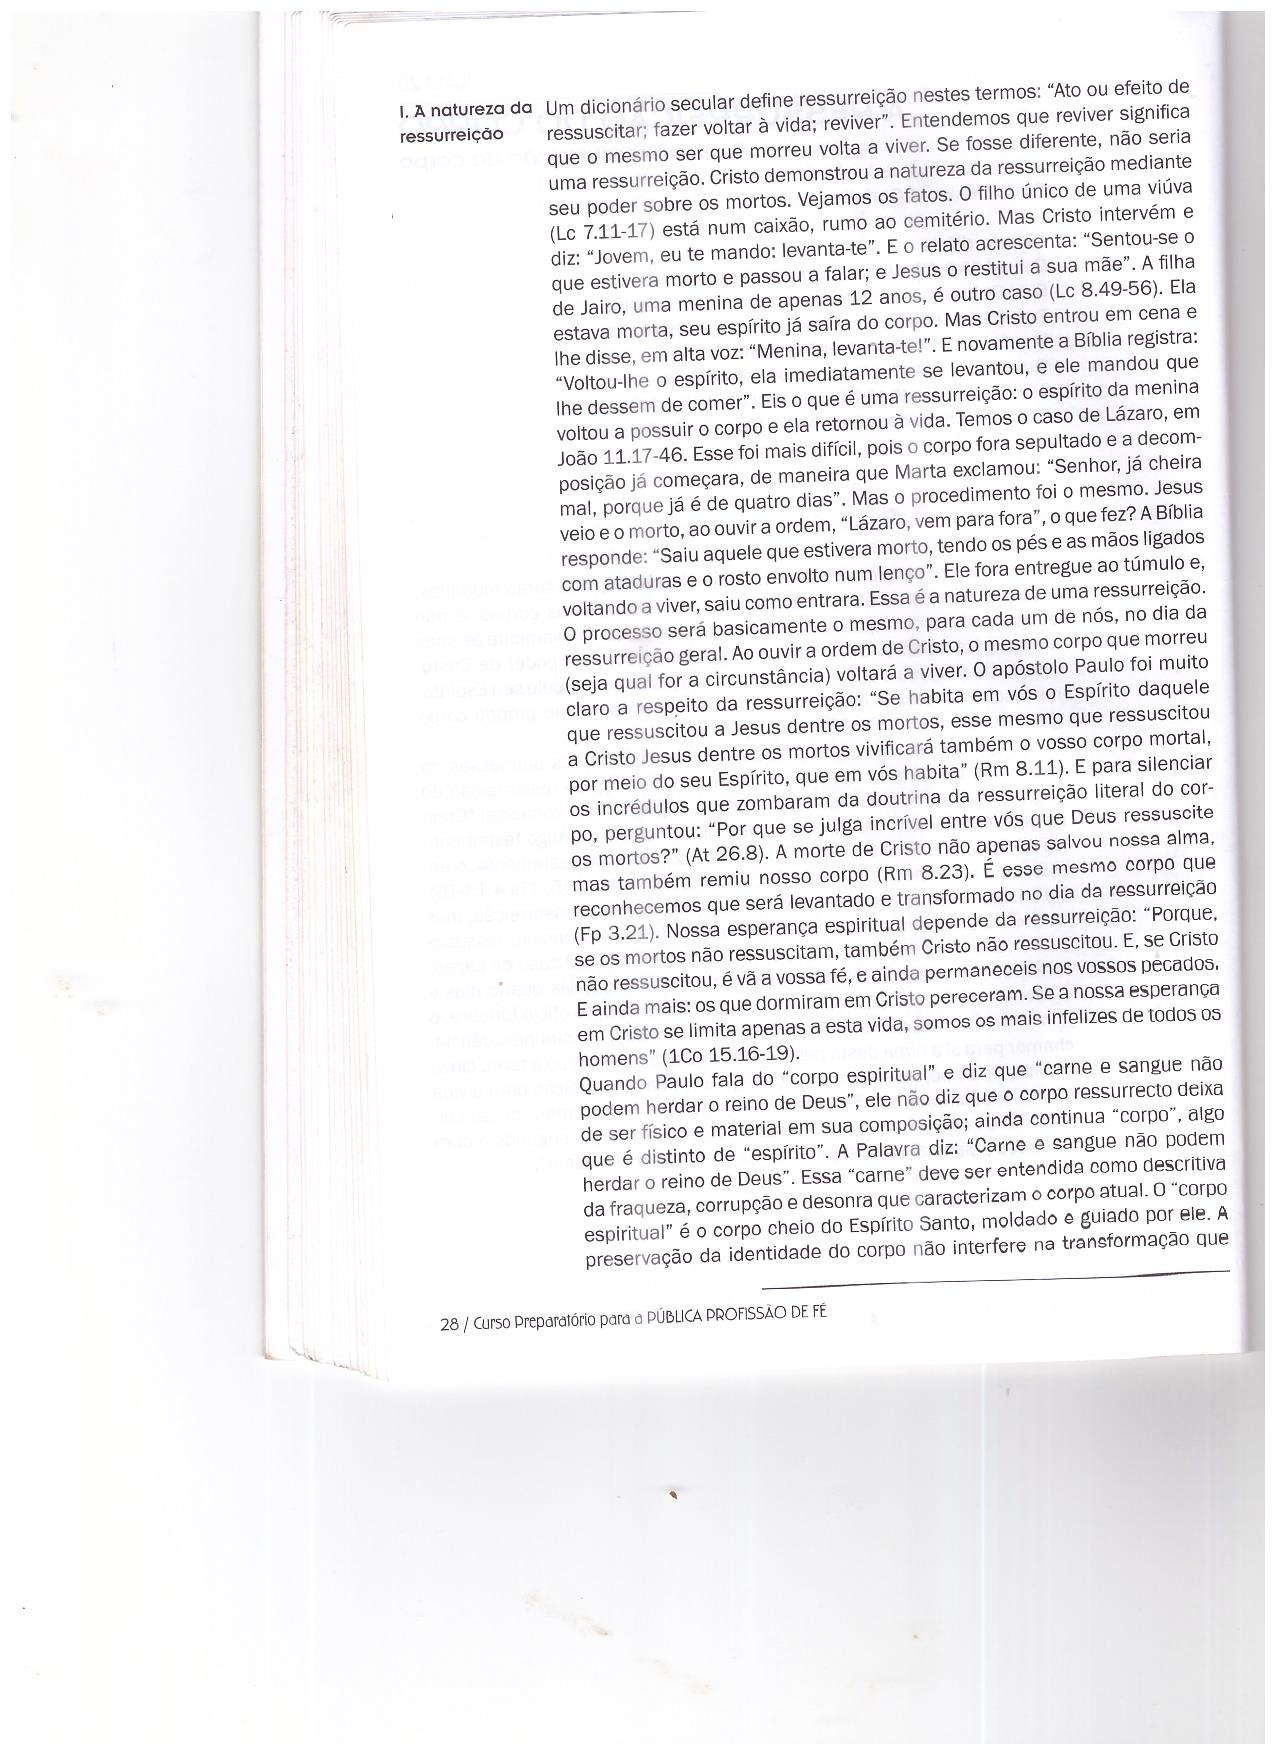 I. A natureza da
ressurreição
Um dicionário secular define ressurreição nestes termos: “Ato ou efeito de
ressuscitar; fazer voltar à vida; reviver”. Entendemos que reviver significa
que o mesmo ser que morreu volta a viver. Se fosse diferente, não seria
uma ressurreição. Cristo demonstrou a natureza da ressurreição mediante
seu poder sobre os mortos. Vejamos os fatos. O filho único de uma viúva
(Lc 7.11-17) está num caixão, rumo ao cemitério. Mas Cristo intervém e
diz: “Jovem, eu te mando: levanta-te”. E o relato acrescenta: “Sentou-se o
que estivera morto e passou a falar; e Jesus o restitui a sua mãe”. A filha
de Jairo, uma menina de apenas 12 anos, é outro caso (Lc 8.49-56). Ela
estava morta, seu espírito já saíra do corpo. Mas Cristo entrou em cena e
lhe disse, em alta voz: “Menina, levanta-te!”. E novamente a Bíblia registra:
“Voltou-lhe o espírito, ela imediatamente se levantou, e ele mandou que
lhe dessem de comer”. Eis o que é uma ressurreição: o espírito da menina
voltou a possuir o corpo e ela retornou à vida. Temos o caso de Lázaro, em
João 11.17-46. Esse foi mais difícil, pois o corpo fora sepultado e a decom-
posição já começara, de maneira que Marta exclamou: “Senhor, já cheira
mal, porque já é de quatro dias”. Mas o procedimento foi o mesmo. Jesus
veio e o morto, ao ouvir a ordem, “Lázaro, vem para fora”, o que fez? A Bíblia
responde: “Saiu aquele que estivera morto, tendo os pés e as mãos ligados
com ataduras e o rosto envolto num lenço”. Ele fora entregue ao túmulo e,
voltando a viver, saiu como entrara. Essa é a natureza de uma ressurreição.
O processo será basicamente o mesmo, para cada um de nós, no dia da
ressurreição geral. Ao ouvir a ordem de Cristo, o mesmo corpo que morreu
(seja qual for a circunstância) voltará a viver. O apóstolo Paulo foi muito
claro a respeito da ressurreição: “Se habita em vós o Espírito daquele
que ressuscitou a Jesus dentre os mortos, esse mesmo que ressuscitou
a Cristo Jesus dentre os mortos vivificará também o vosso corpo mortal,
por meio do seu Espírito, que em vós habita” (Rm 8.11). E para silenciar
os incrédulos que zombaram da doutrina da ressurreição literal do cor-
po, perguntou: “Por que se julga incrível entre vós que Deus ressuscite
os mortos?” (At 26.8). A morte de Cristo não apenas salvou nossa alma,
mas também remiu nosso corpo (Rm 8.23). É esse mesmo corpo que
reconhecemos que será levantado e transformado no dia da ressurreição
(Fp 3.21). Nossa esperança espiritual depende da ressurreição: “Porque,
se os mortos não ressuscitam, também Cristo não ressuscitou. E, se Cristo
não ressuscitou, é vã a vossa fé, e ainda permaneceis nos vossos pecados.
E ainda mais: os que dormiram em Cristo pereceram. Se a nossa esperança
em Cristo se limita apenas a esta vida, somos os mais infelizes de todos os
homens” (1Co 15.16-19).
Quando Paulo fala do “corpo espiritual” e diz que “carne e sangue não
podem herdar o reino de Deus”, ele não diz que o corpo ressurrecto deixa
de ser físico e material em sua composição; ainda continua “corpo”, algo
que é distinto de “espírito”. A Palavra diz: “Carne e sangue não podem
herdar o reino de Deus”. Essa “carne” deve ser entendida como descritiva
da fraqueza, corrupção e desonra que caracterizam o corpo atual. O “corpo
espiritual” é o corpo cheio do Espírito Santo, moldado e guiado por ele. A
preservação da identidade do corpo não interfere na transformação que
28 / Curso Preparatório para a PÚBLICA PROFISSÃO DE FÉ